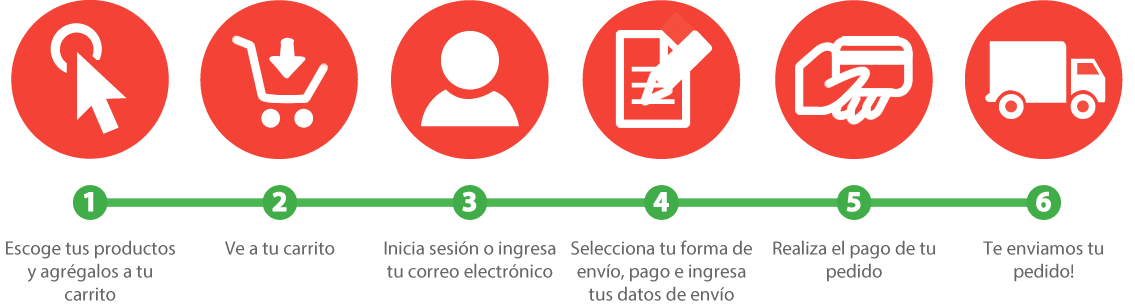 1
2
3
4
5
6
Escoge tus productos
y agrégalos a tu
carrito
Ve a tu carrito
Inicia sesión o ingresa
tu correo electrónico
Selecciona tu forma de
envío, pago e ingresa
tus datos de envío
Realiza el pago de tu
pedido
Te enviamos tu
pedido!